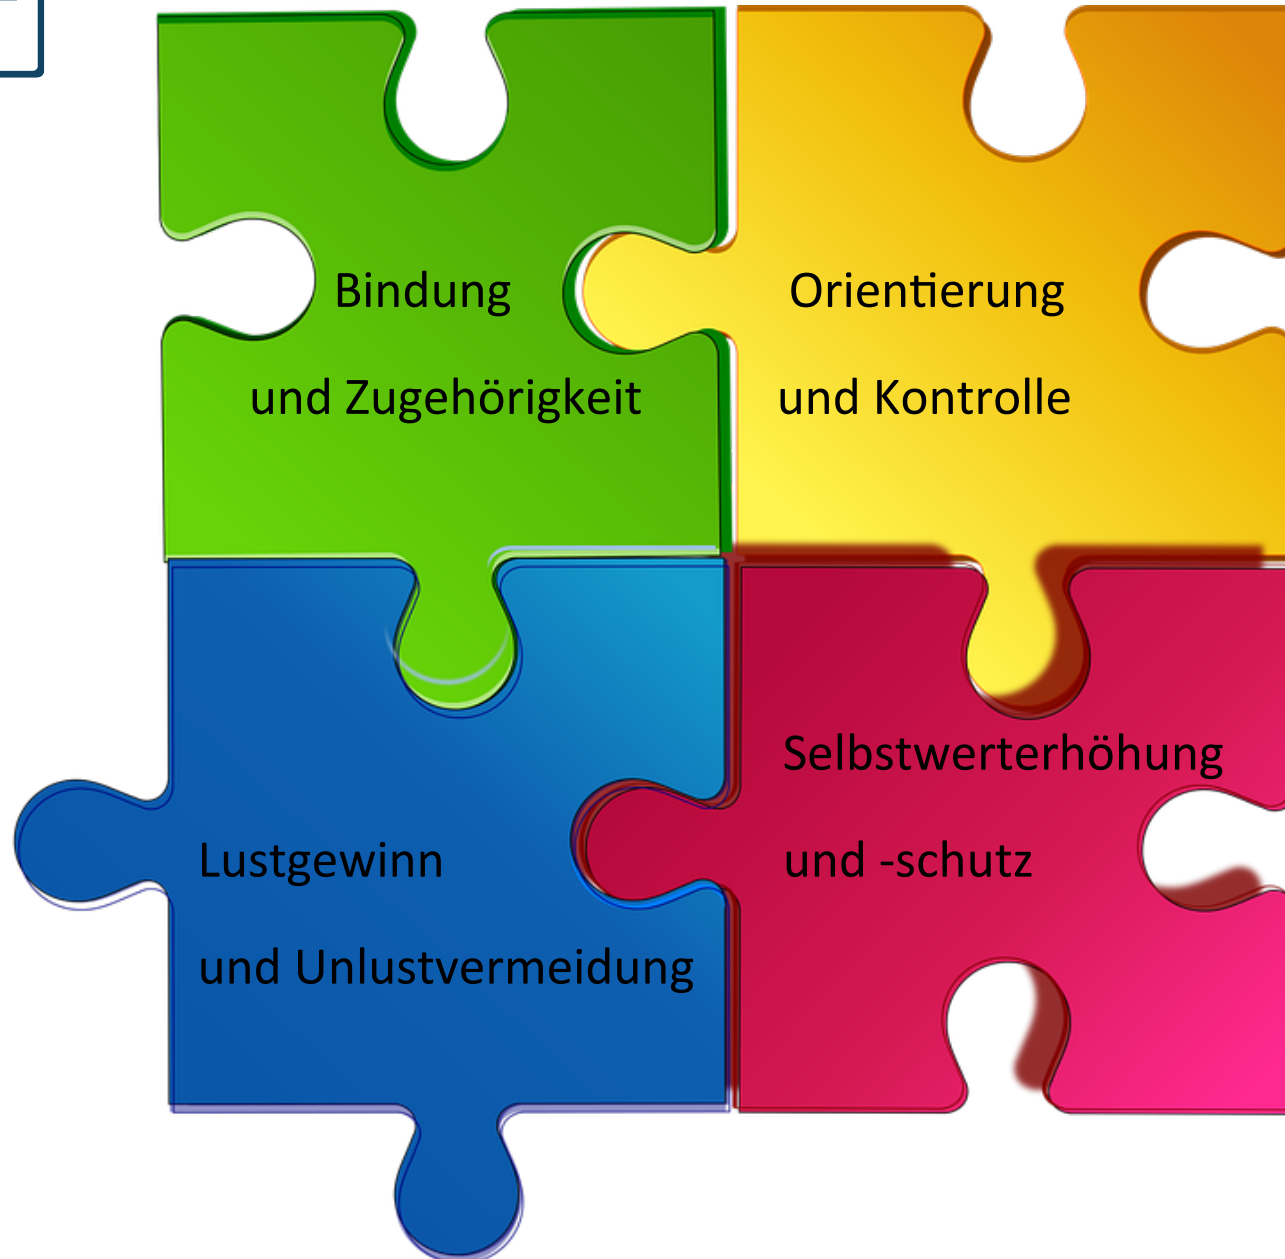 Bindung
und Zugehörigkeit
Orientierung
und Kontrolle
Selbstwerterhöhung
und -schutz
Lustgewinn
und Unlustvermeidung